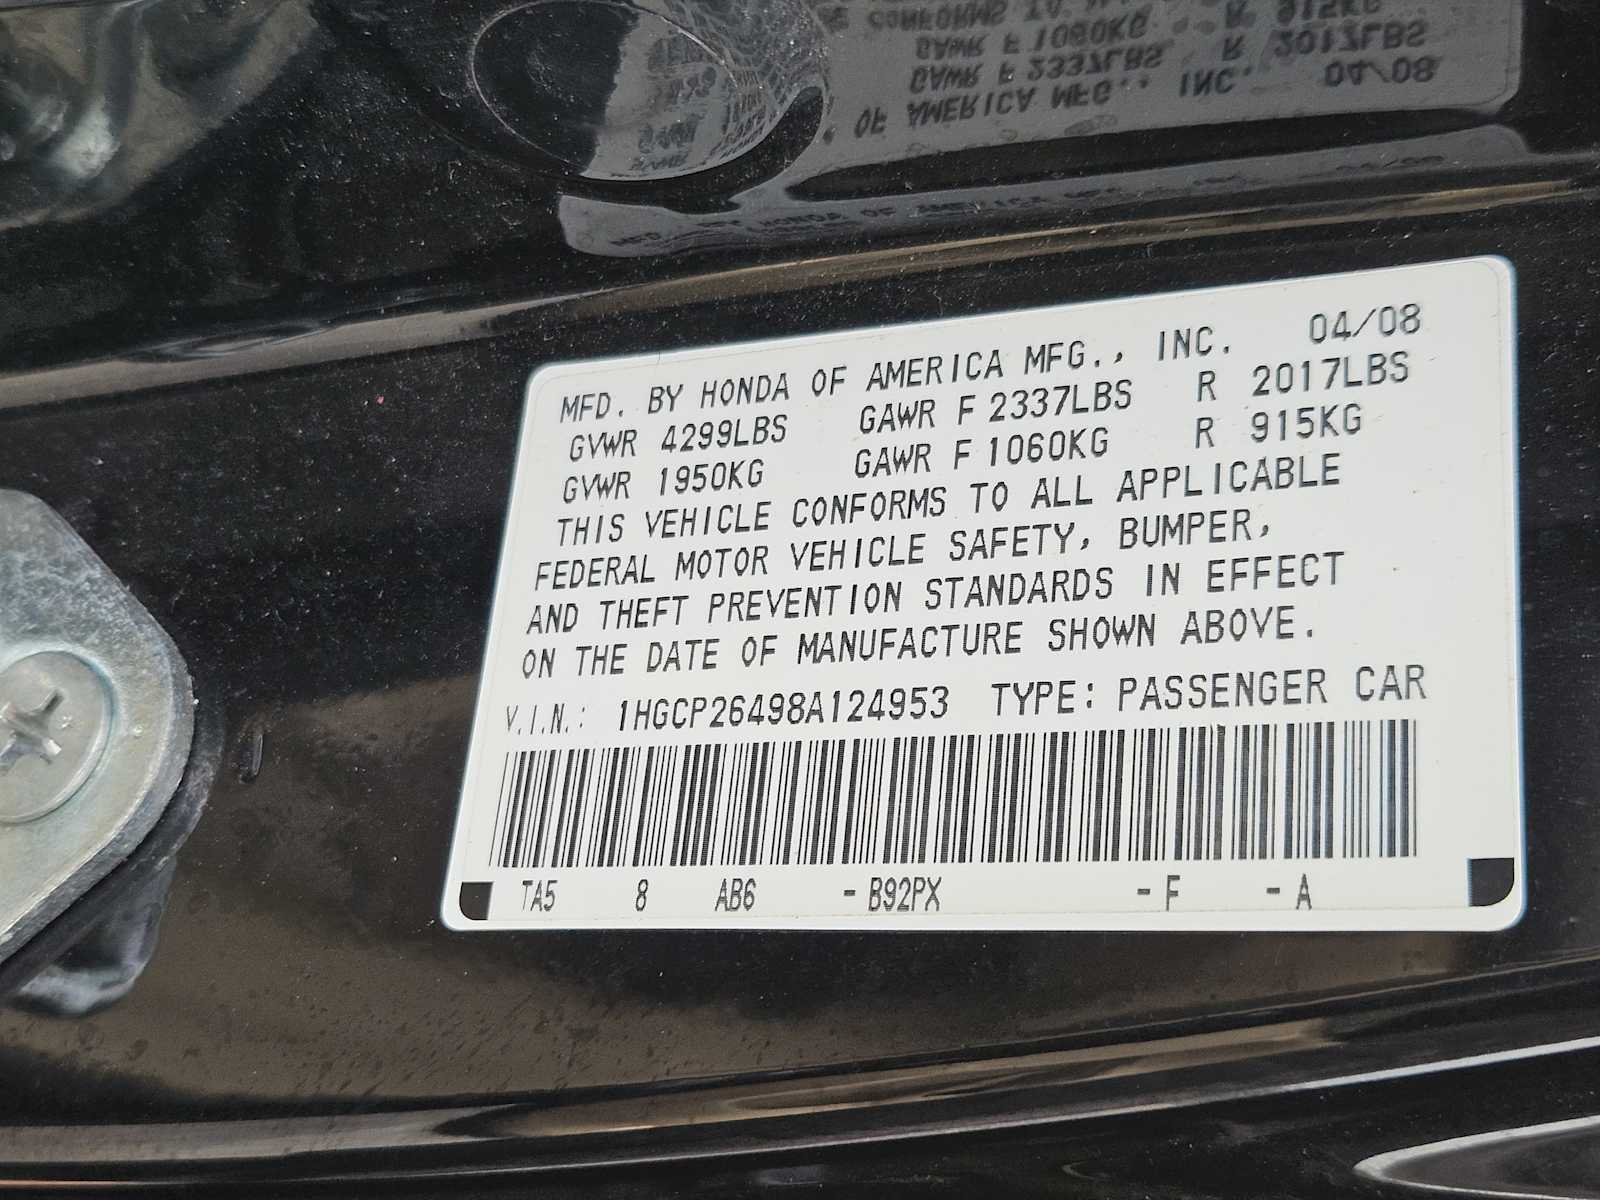 MFD. BY HONDA OF AMERICA MFG., INC. 04/08
GVWR 4299LBS GAWR F 2337LBS R 2017LBS
GVWR 1950KG GAWR F 1060KG R 915KG
THIS VEHICLE CONFORMS TO ALL APPLICABLE
FEDERAL MOTOR VEHICLE SAFETY, BUMPER,
AND THEFT PREVENTION STANDARDS IN EFFECT
ON THE DATE OF MANUFACTURE SHOWN ABOVE.
V.I.N.: 1HGCP26498A124953 TYPE: PASSENGER CAR
TA5 8 AB6 - B92PX - F - A